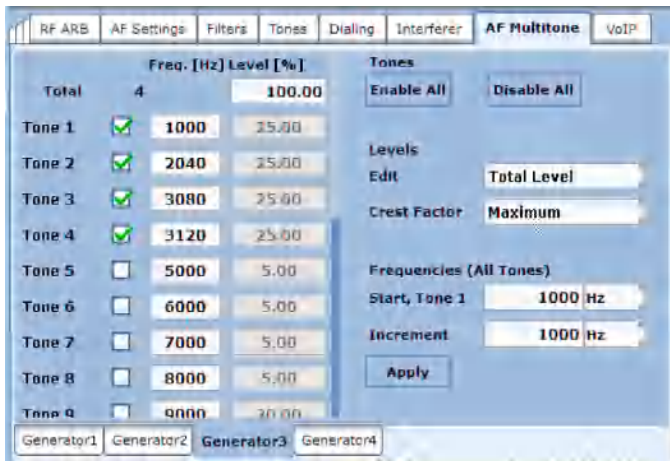 RF ARB AF Settings Filters Tones Dialing Interferer AF Multitone VoIP
Freq. [Hz] Level [%] Tones
Total 4 100.00 Enable All Disable All
Tone 1 1000 25.00
Tone 2 2040 25.00 Levels
Edit Total Level
Tone 3 3080 25.00
Crest Factor Maximum
Tone 4 3120 25.00
Tone 5 5000 5.00 Frequencies (All Tones)
Tone 6 6000 5.00 Start, Tone 1 1000 Hz
Tone 7 7000 5.00 Increment 1000 Hz
Tone 8 8000 5.00 Apply
Tone 9 9000
Generator1 Generator2 Generator3 Generator4